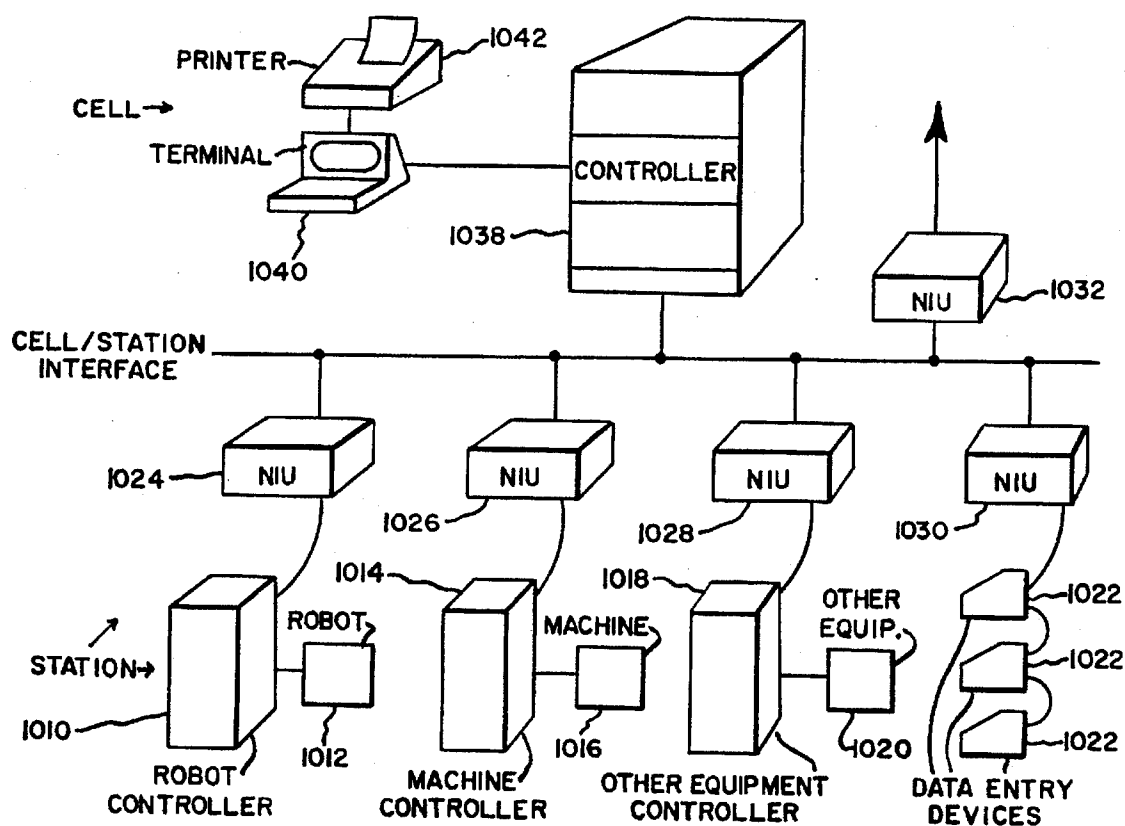 1042
PRINTER
CELL
TERMINAL
CONTROLLER
1038
1040
NIU
1032
CELL/STATION
INTERFACE
1024
NIU
NIU
NIU
NIU
1026
1028
1030
1014
1018
1022
ROBOT
MACHINE
OTHER
EQUIP.
1022
STATION
1010
1012
1016
1020
1022
ROBOT
CONTROLLER
MACHINE
CONTROLLER
OTHER EQUIPMENT
CONTROLLER
DATA ENTRY
DEVICES